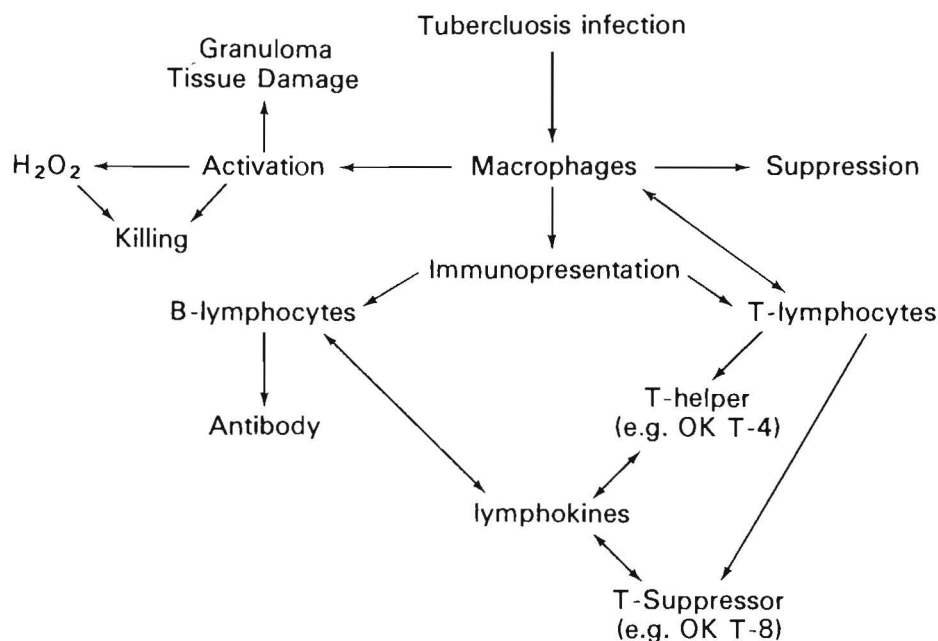 Tubercluosis infection
Granuloma
Tissue Damage
H₂O₂
Activation
Macrophages
Suppression
Killing
Immunopresentation
B-lymphocytes
T-lymphocytes
Antibody
T-helper
(e.g. OK T-4)
lymphokines
T-Suppressor
(e.g. OK T-8)